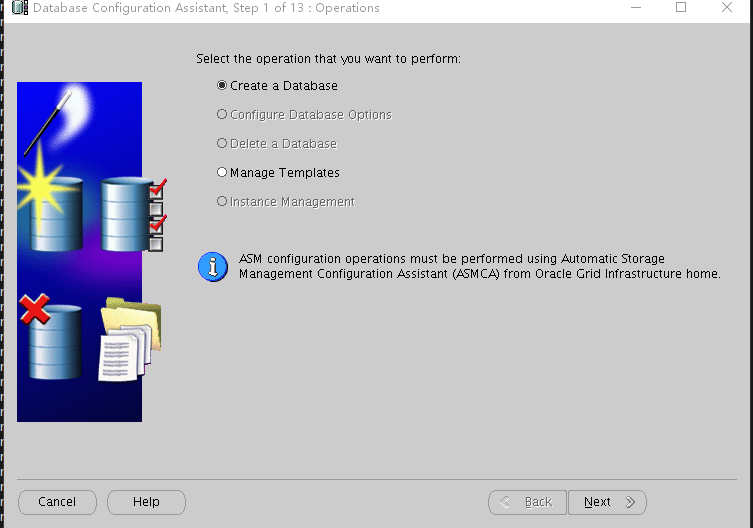 Database Configuration Assistant, Step 1 of 13 : Operations
Select the operation that you want to perform:
Create a Database
Configure Database Options
Delete a Database
Manage Templates
Instance Management
ASM configuration operations must be performed using Automatic Storage
Management Configuration Assistant (ASMCA) from Oracle Grid Infrastructure home.
Cancel
Help
Back
Next